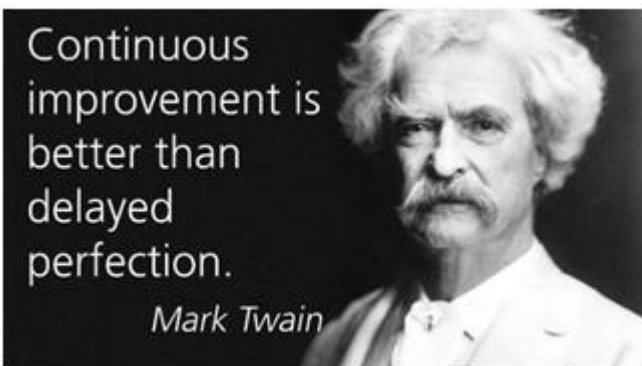 Continuous
improvement is
better than
delayed
perfection.
Mark Twain